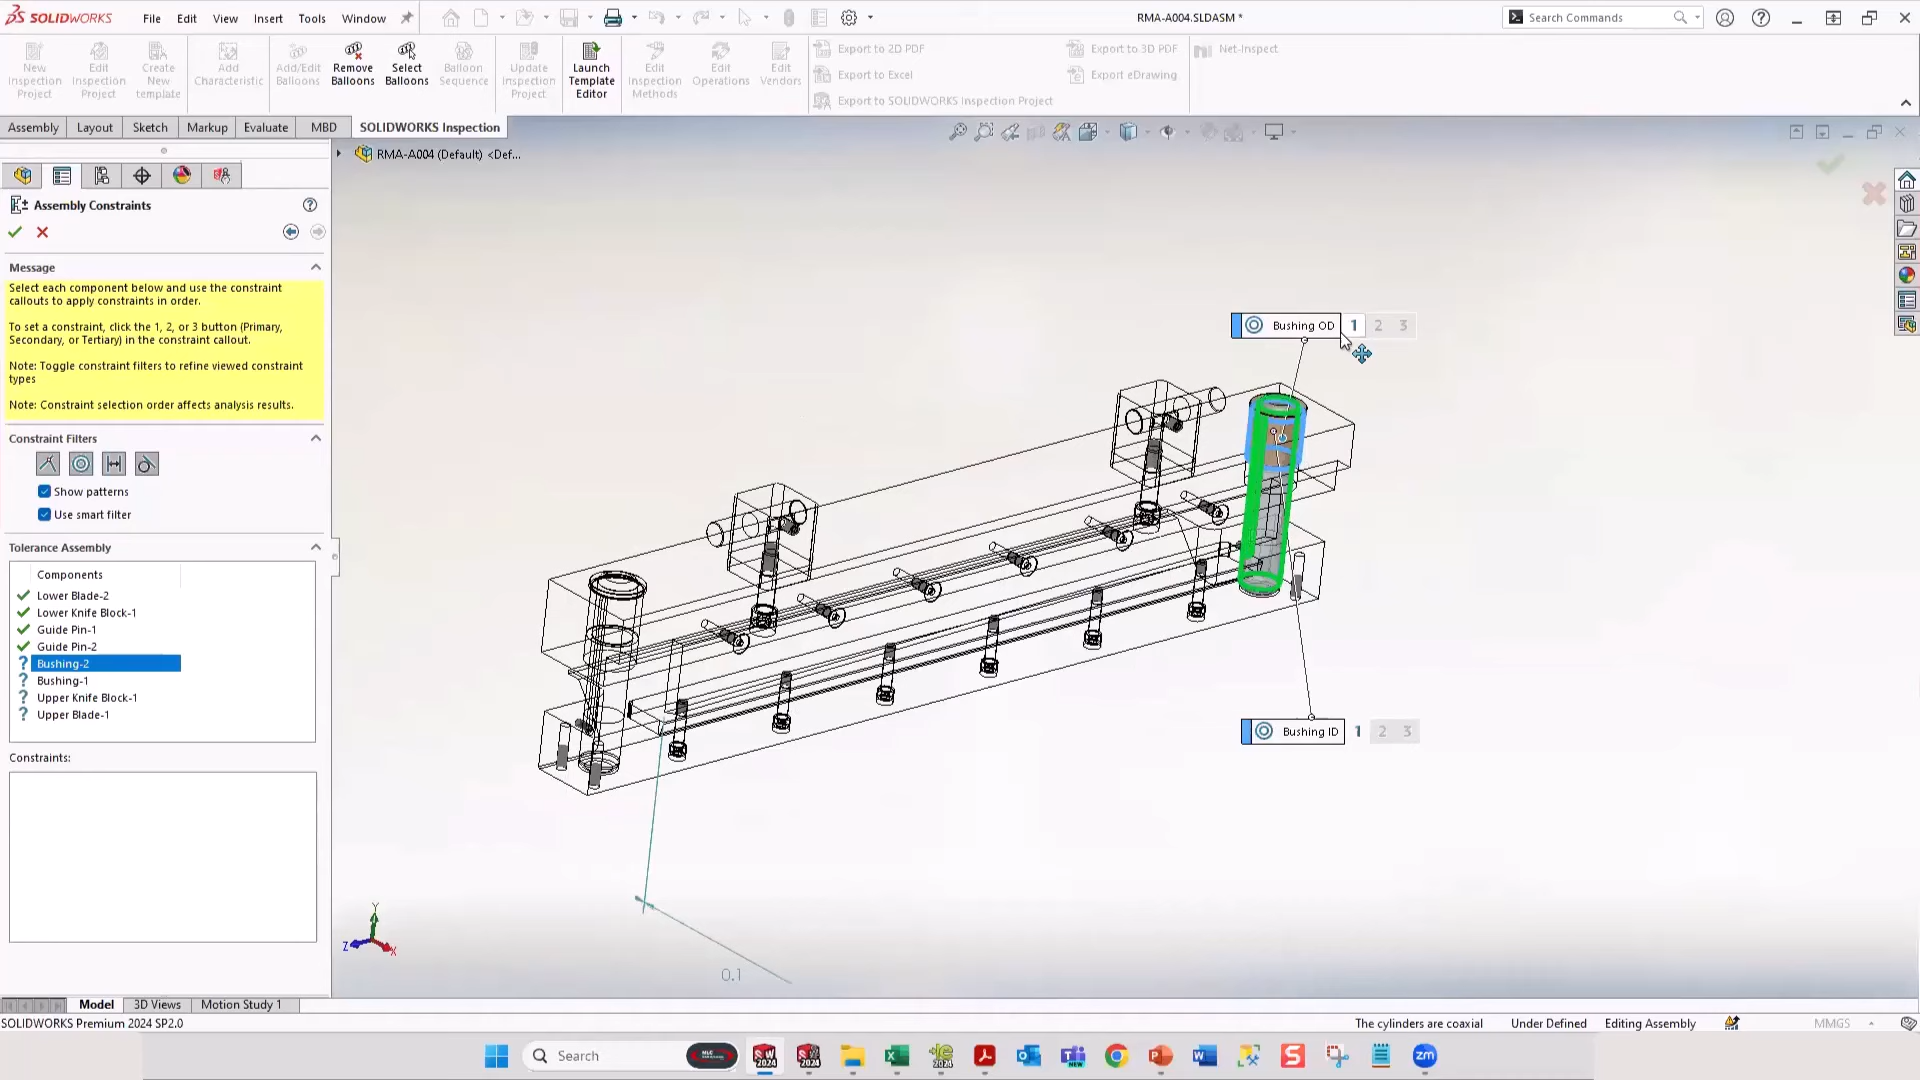 SOLIDWORKS File Edit View Insert Tools Window RMA-A004.SLDASM * Search Commands
New Inspection Project
Edit Inspection Project
Create New template
Add Characteristic
Add/Edit Balloons
Remove Balloons
Select Balloons
Balloon Sequence
Update Inspection Project
Launch Template Editor
Edit Inspection Methods
Edit Operations
Edit Vendors
Export to 2D PDF
Export to Excel
Export to SOLIDWORKS Inspection Project
Export to 3D PDF
Export eDrawing
Net-Inspect
Assembly Layout Sketch Markup Evaluate MBD SOLIDWORKS Inspection
RMA-A004 (Default) <Def...
Assembly Constraints
Message
Select each component below and use the constraint
callouts to apply constraints in order.
To set a constraint, click the 1, 2, or 3 button (Primary,
Secondary, or Tertiary) in the constraint callout.
Note: Toggle constraint filters to refine viewed constraint
types
Note: Constraint selection order affects analysis results.
Constraint Filters
Show patterns
Use smart filter
Tolerance Assembly
Components
Lower Blade-2
Lower Knife Block-1
Guide Pin-1
Guide Pin-2
Bushing-2
Bushing-1
Upper Knife Block-1
Upper Blade-1
Constraints:
Bushing OD 1 2 3
Bushing ID 1 2 3
0.1
Y
Z
X
Model 3D Views Motion Study 1
SOLIDWORKS Premium 2024 SP2.0 The cylinders are coaxial Under Defined Editing Assembly MMGS
Search
zm